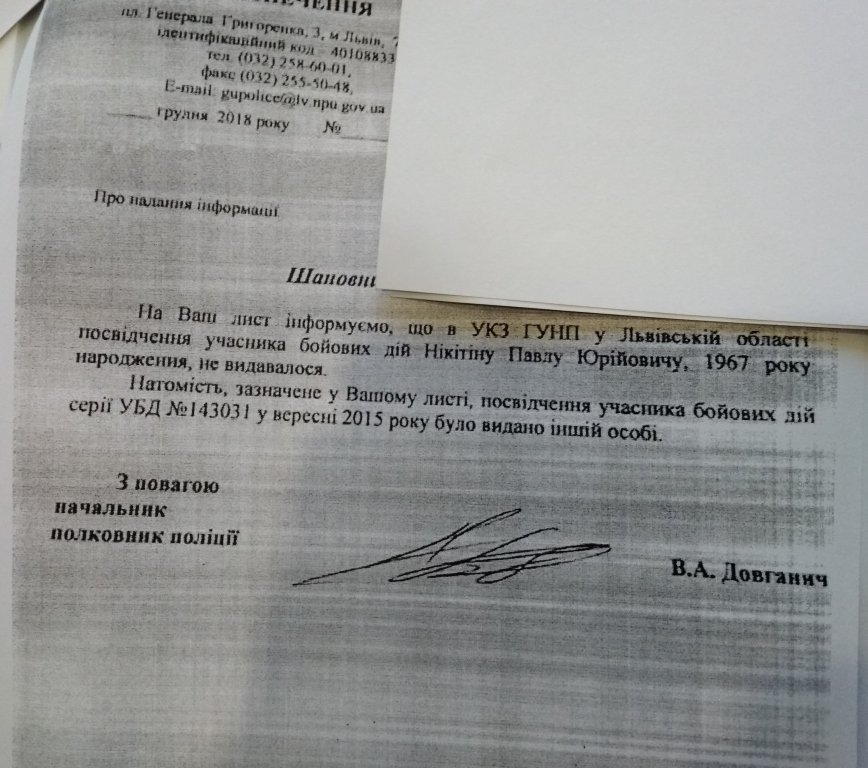 пл. Генерала Григоренка, 3, м Львів,
ідентифікаційний код - 40108833
тел. (032) 258-60-01,
факс (032) 255-50-48,
E-mail: gupolice@lv.npu.gov.ua
____ грудня 2018 року №____
Про надання інформації
На Ваш лист інформуємо, що в УКЗ ГУНП у Львівській області
посвідчення учасника бойових дій Нікітіну Павлу Юрійовичу, 1967 року
народження, не видавалося.
Натомість, зазначене у Вашому листі, посвідчення учасника бойових дій
серії УБД №143031 у вересні 2015 року було видано іншій особі.
З повагою
начальник
полковник поліції
В.А. Довганич